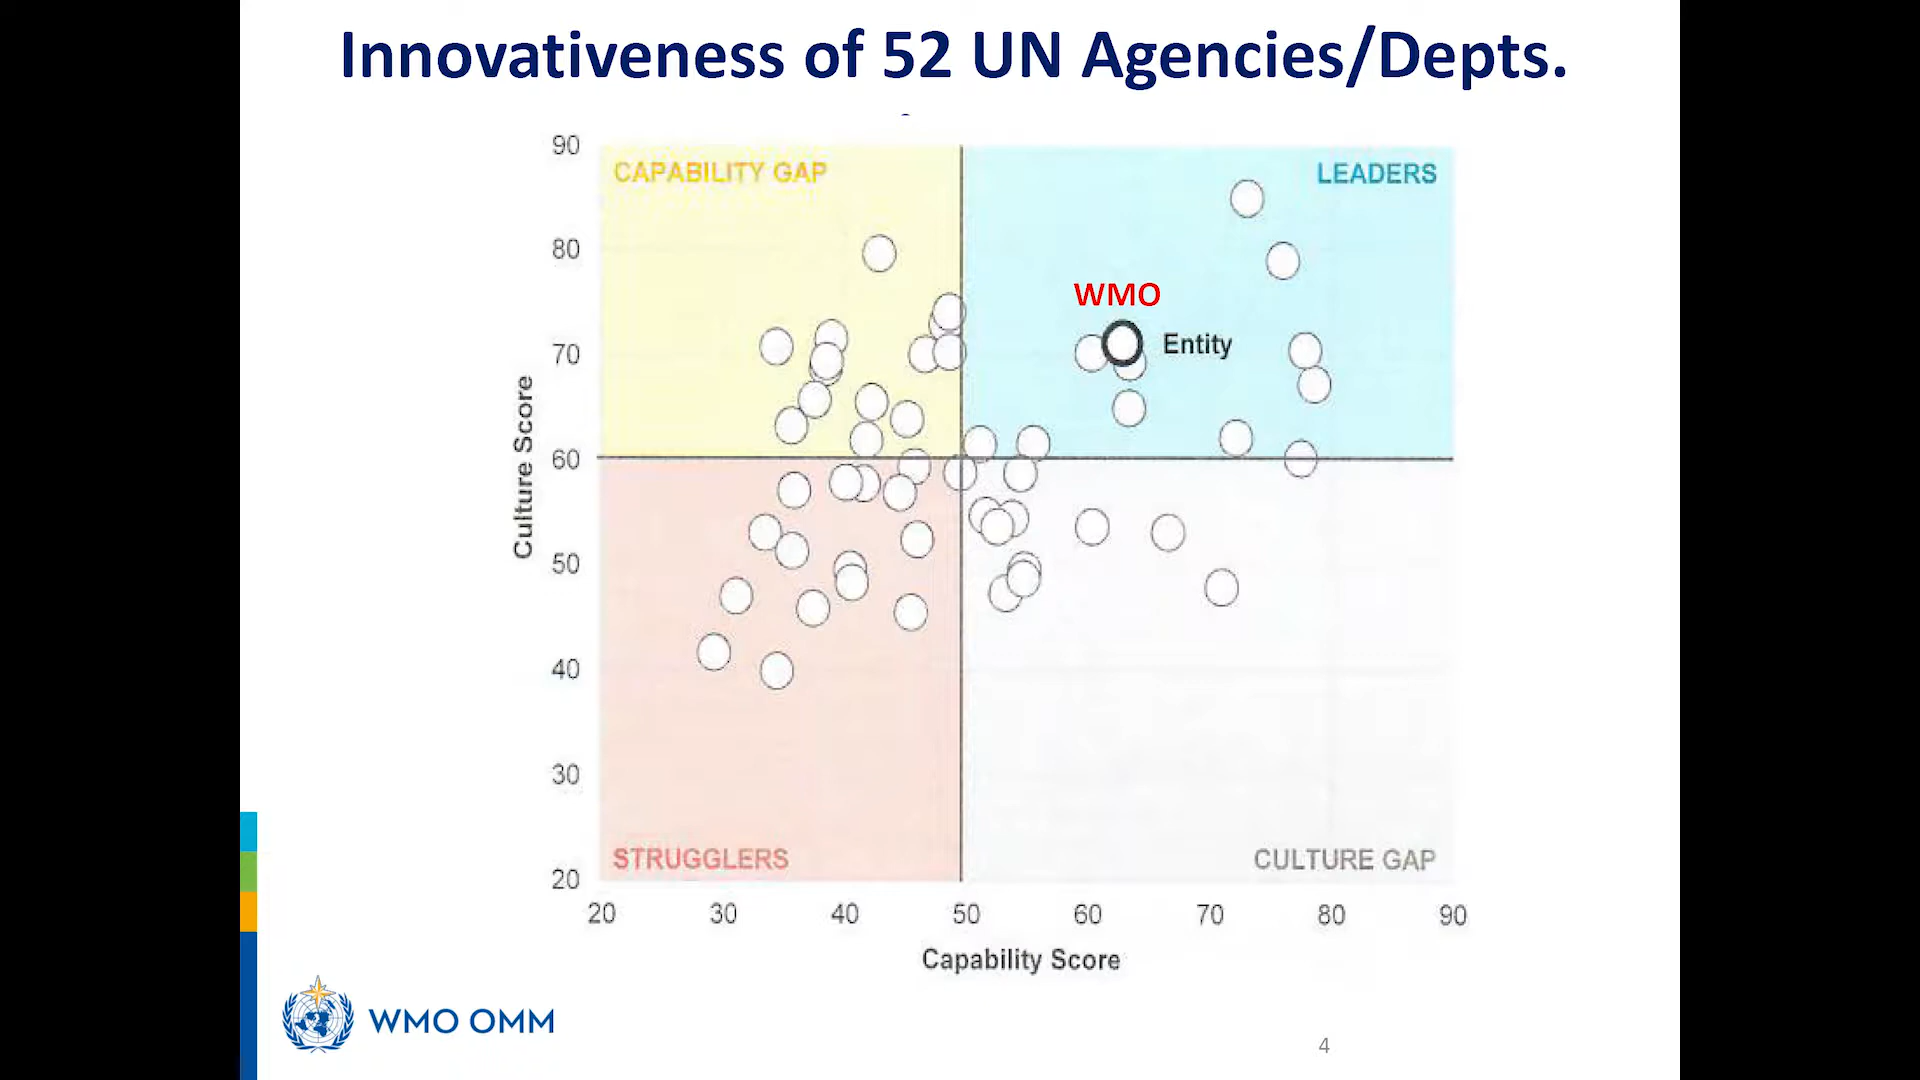 Innovativeness of 52 UN Agencies/Depts.
90
CAPABILITY GAP
LEADERS
80
WMO
70
Entity
Culture Score
60
50
40
30
STRUGGLERS
CULTURE GAP
20
20 30 40 50 60 70 80 90
Capability Score
WMO OMM
4